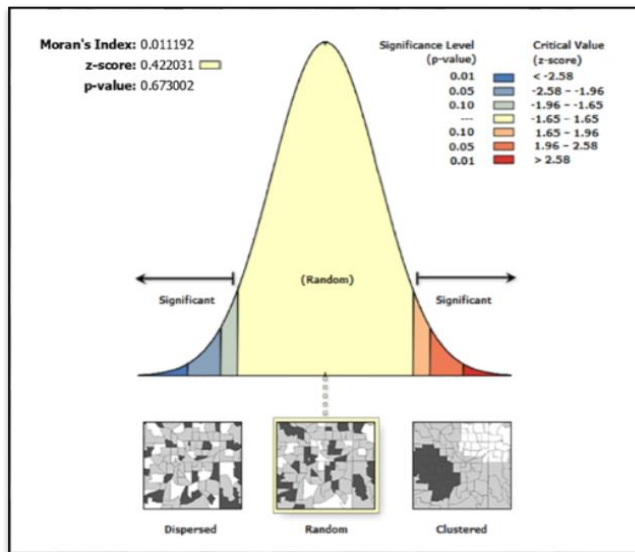 Moran's Index: 0.011192
z-score: 0.422031
p-value: 0.673002
Significance Level
(p-value)
Critical Value
(z-score)
0.01 < -2.58
0.05 -2.58 – -1.96
0.10 -1.96 – -1.65
--- -1.65 – 1.65
0.10 1.65 – 1.96
0.05 1.96 – 2.58
0.01 > 2.58
(Random)
Significant
Significant
Dispersed
Random
Clustered